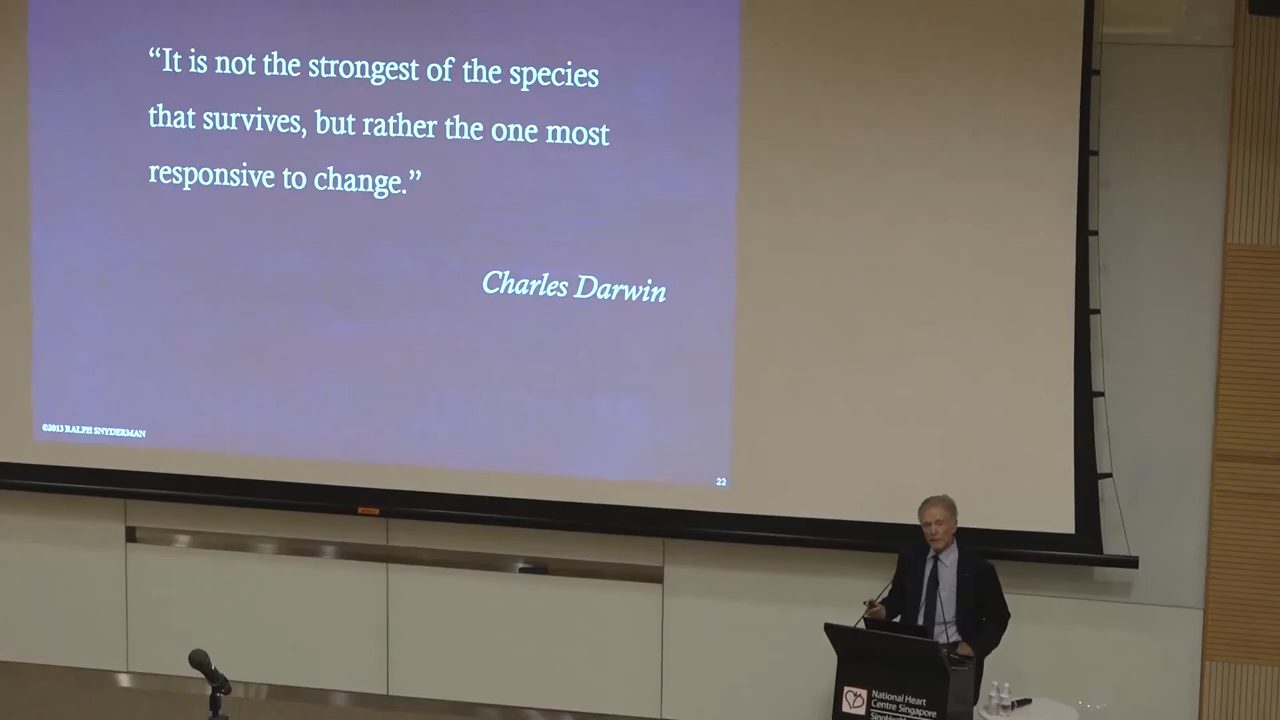 “It is not the strongest of the species
that survives, but rather the one most
responsive to change.”
Charles Darwin
©2013 RALPH SNYDERMAN
22
National Heart
Centre Singapore
SingHealth